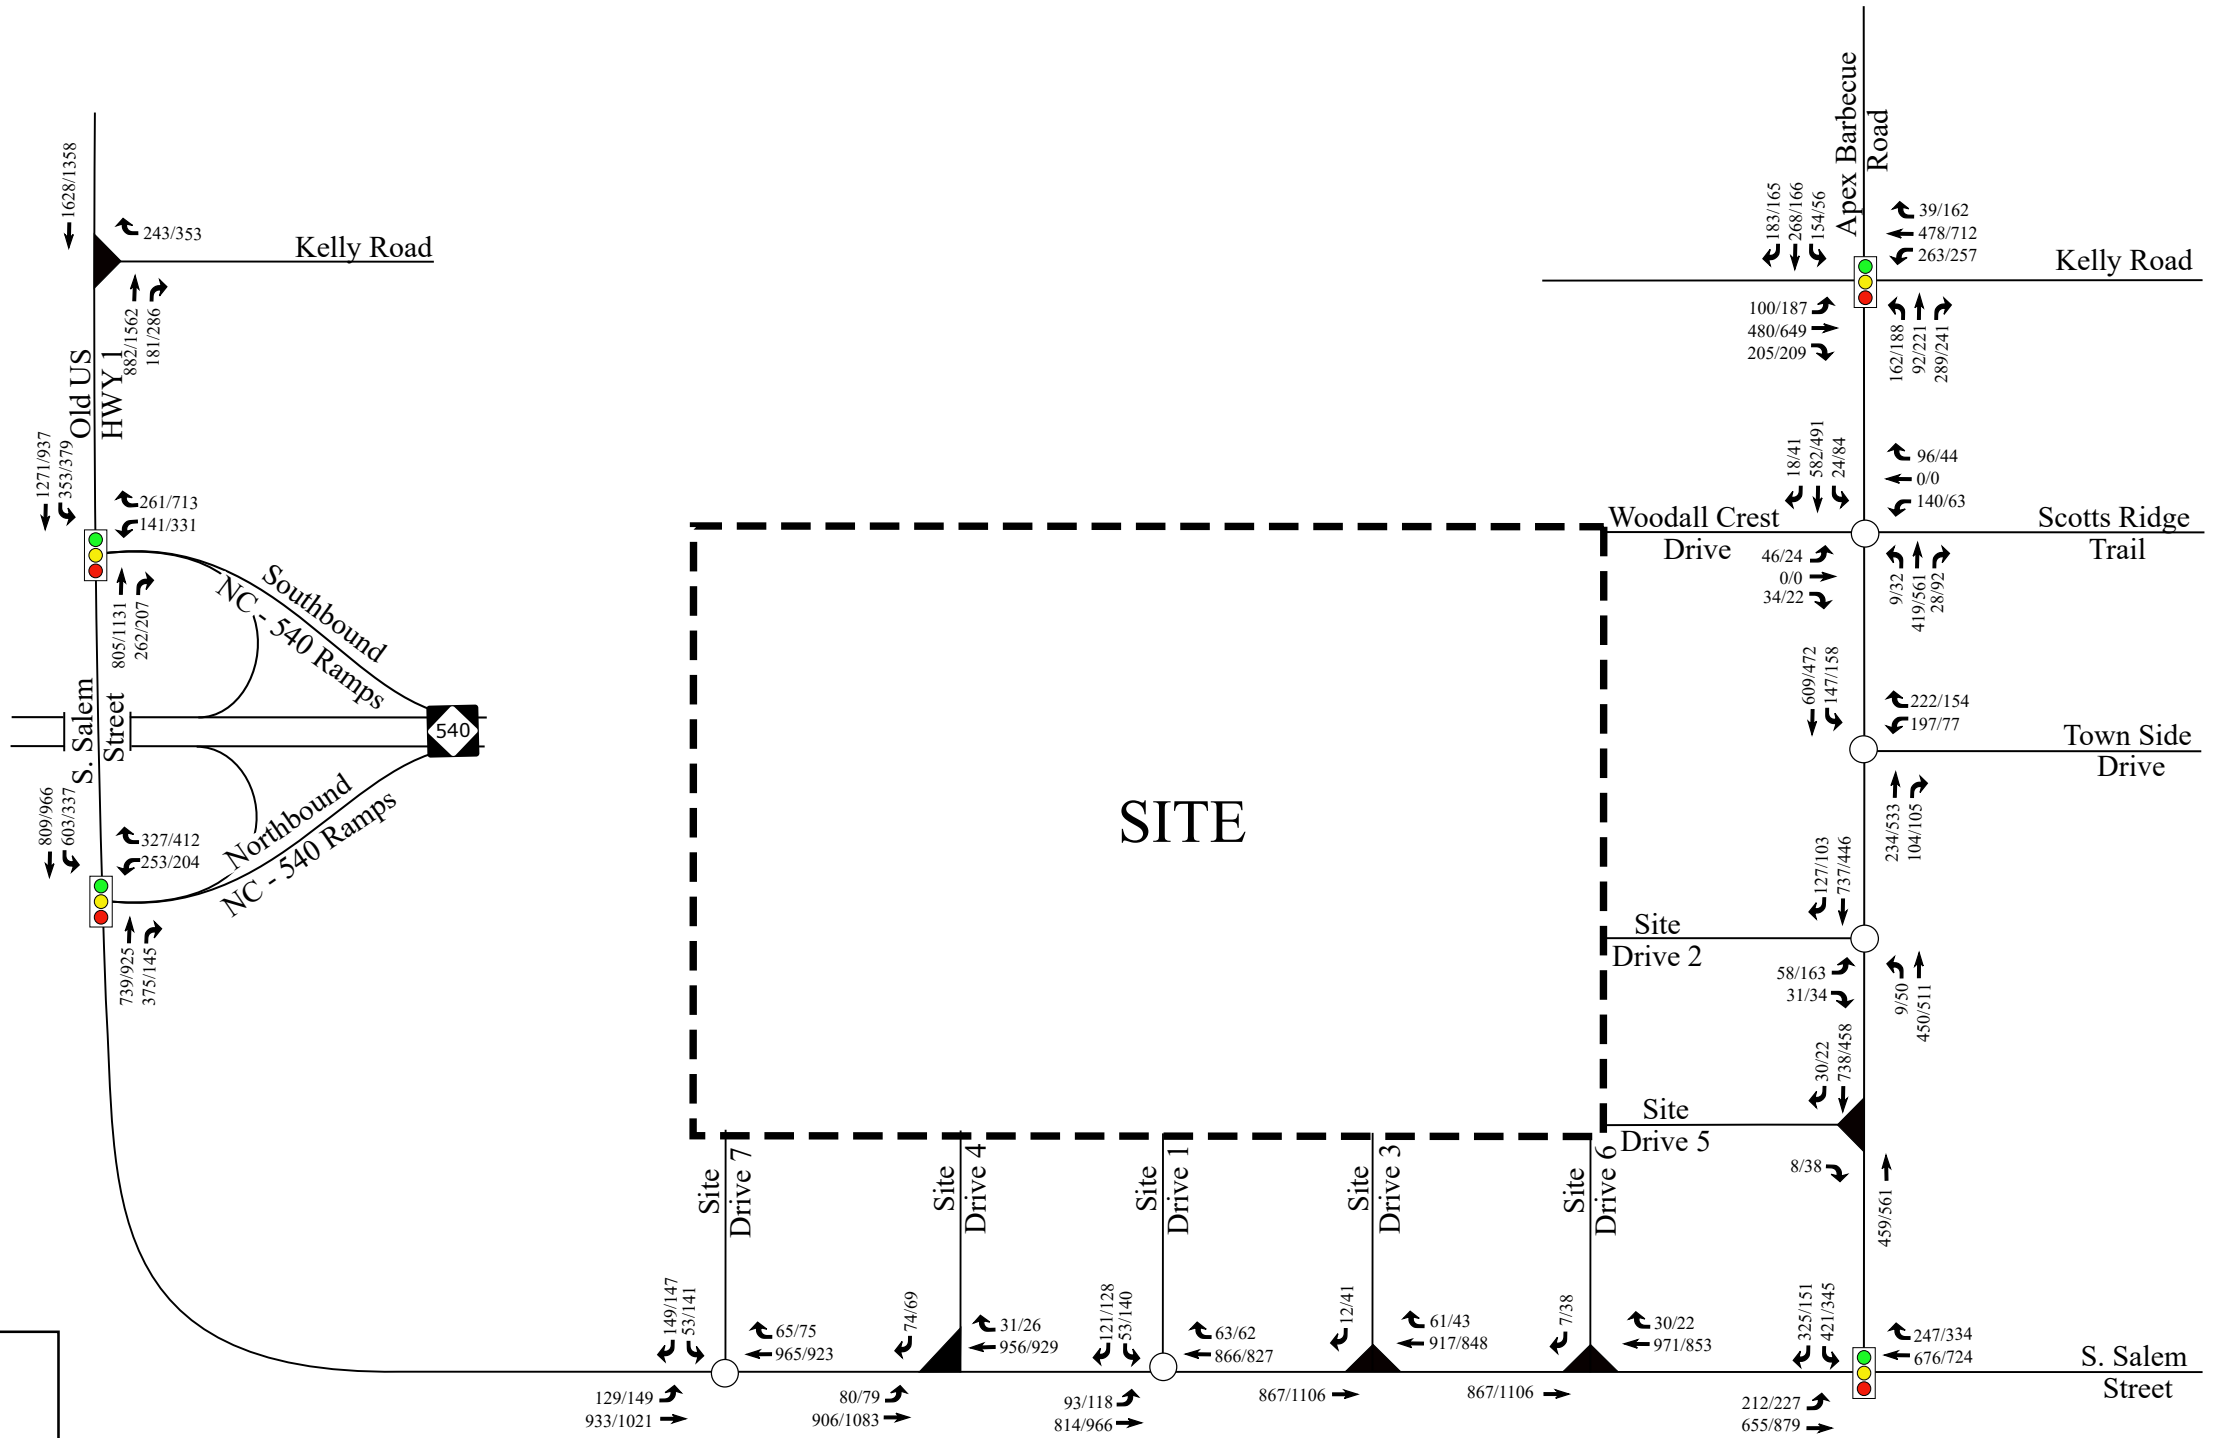 1628/1358
243/353
Kelly Road
882/1562
181/286
Old US
HWY 1
1271/937
353/379
261/713
141/331
805/1131
262/207
Southbound
NC - 540 Ramps
S. Salem
Street
540
809/966
603/337
327/412
253/204
Northbound
NC - 540 Ramps
739/925
375/145
SITE
Apex Barbecue
Road
183/165
268/166
154/56
39/162
478/712
263/257
Kelly Road
100/187
480/649
205/209
162/188
92/221
289/241
18/41
582/491
24/84
96/44
0/0
140/63
Woodall Crest
Drive
Scotts Ridge
Trail
46/24
0/0
34/22
9/32
419/561
28/92
609/472
147/158
222/154
197/77
Town Side
Drive
234/533
104/105
127/103
737/446
Site
Drive 2
58/163
31/34
9/50
450/511
30/22
738/458
Site
Drive 5
8/38
459/561
Site
Drive 7
Site
Drive 4
Site
Drive 1
Site
Drive 3
Site
Drive 6
149/147
53/141
65/75
965/923
129/149
933/1021
74/69
31/26
956/929
80/79
906/1083
121/128
53/140
63/62
866/827
93/118
814/966
12/41
61/43
917/848
867/1106
7/38
30/22
971/853
867/1106
325/151
421/345
247/334
676/724
S. Salem
Street
212/227
655/879